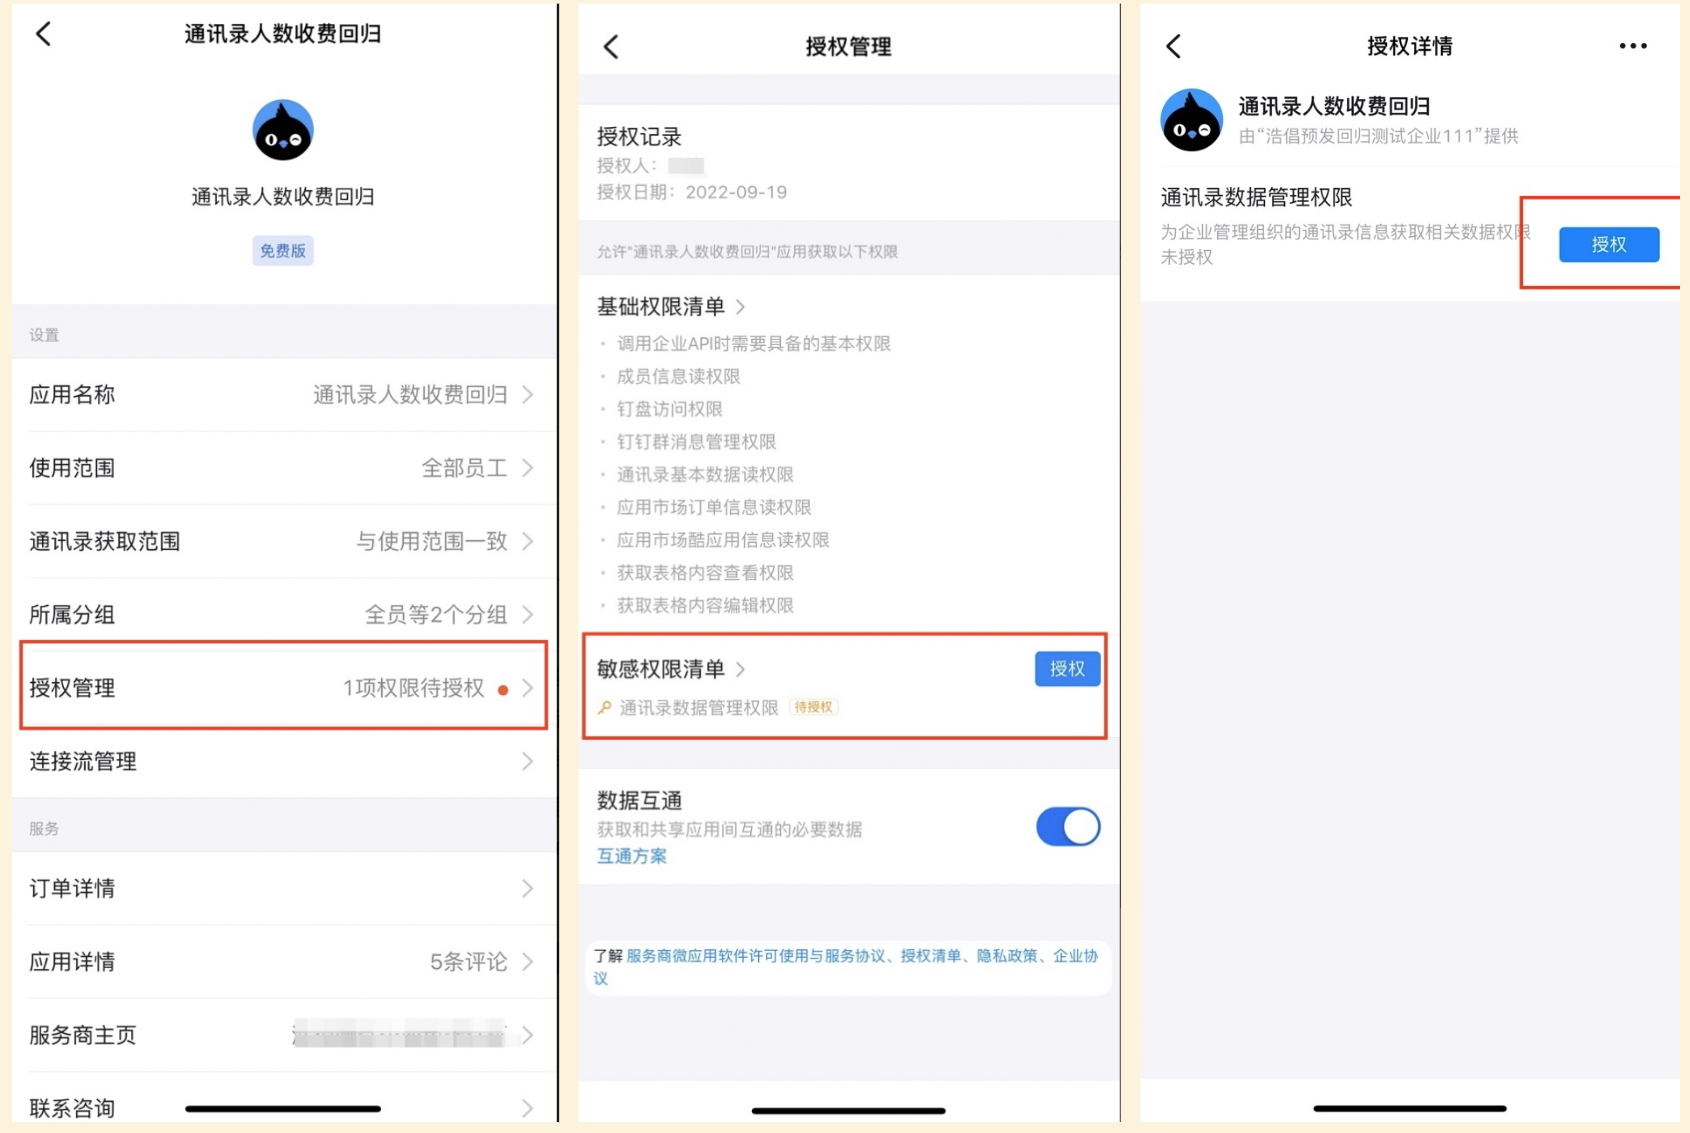 通讯录人数收费回归
通讯录人数收费回归
免费版
设置
应用名称 通讯录人数收费回归
使用范围 全部员工
通讯录获取范围 与使用范围一致
所属分组 全员等2个分组
授权管理 1项权限待授权
连接流管理
服务
订单详情
应用详情 5条评论
服务商主页
联系咨询
授权管理
授权记录
授权人：
授权日期：2022-09-19
允许"通讯录人数收费回归"应用获取以下权限
基础权限清单
· 调用企业API时需要具备的基本权限
· 成员信息读权限
· 钉盘访问权限
· 钉钉群消息管理权限
· 通讯录基本数据读权限
· 应用市场订单信息读权限
· 应用市场酷应用信息读权限
· 获取表格内容查看权限
· 获取表格内容编辑权限
敏感权限清单 授权
通讯录数据管理权限 待授权
数据互通
获取和共享应用间互通的必要数据
互通方案
了解 服务商微应用软件许可使用与服务协议、授权清单、隐私政策、企业协
议
授权详情
通讯录人数收费回归
由“浩倡预发回归测试企业111”提供
通讯录数据管理权限
为企业管理组织的通讯录信息获取相关数据权限
未授权
授权